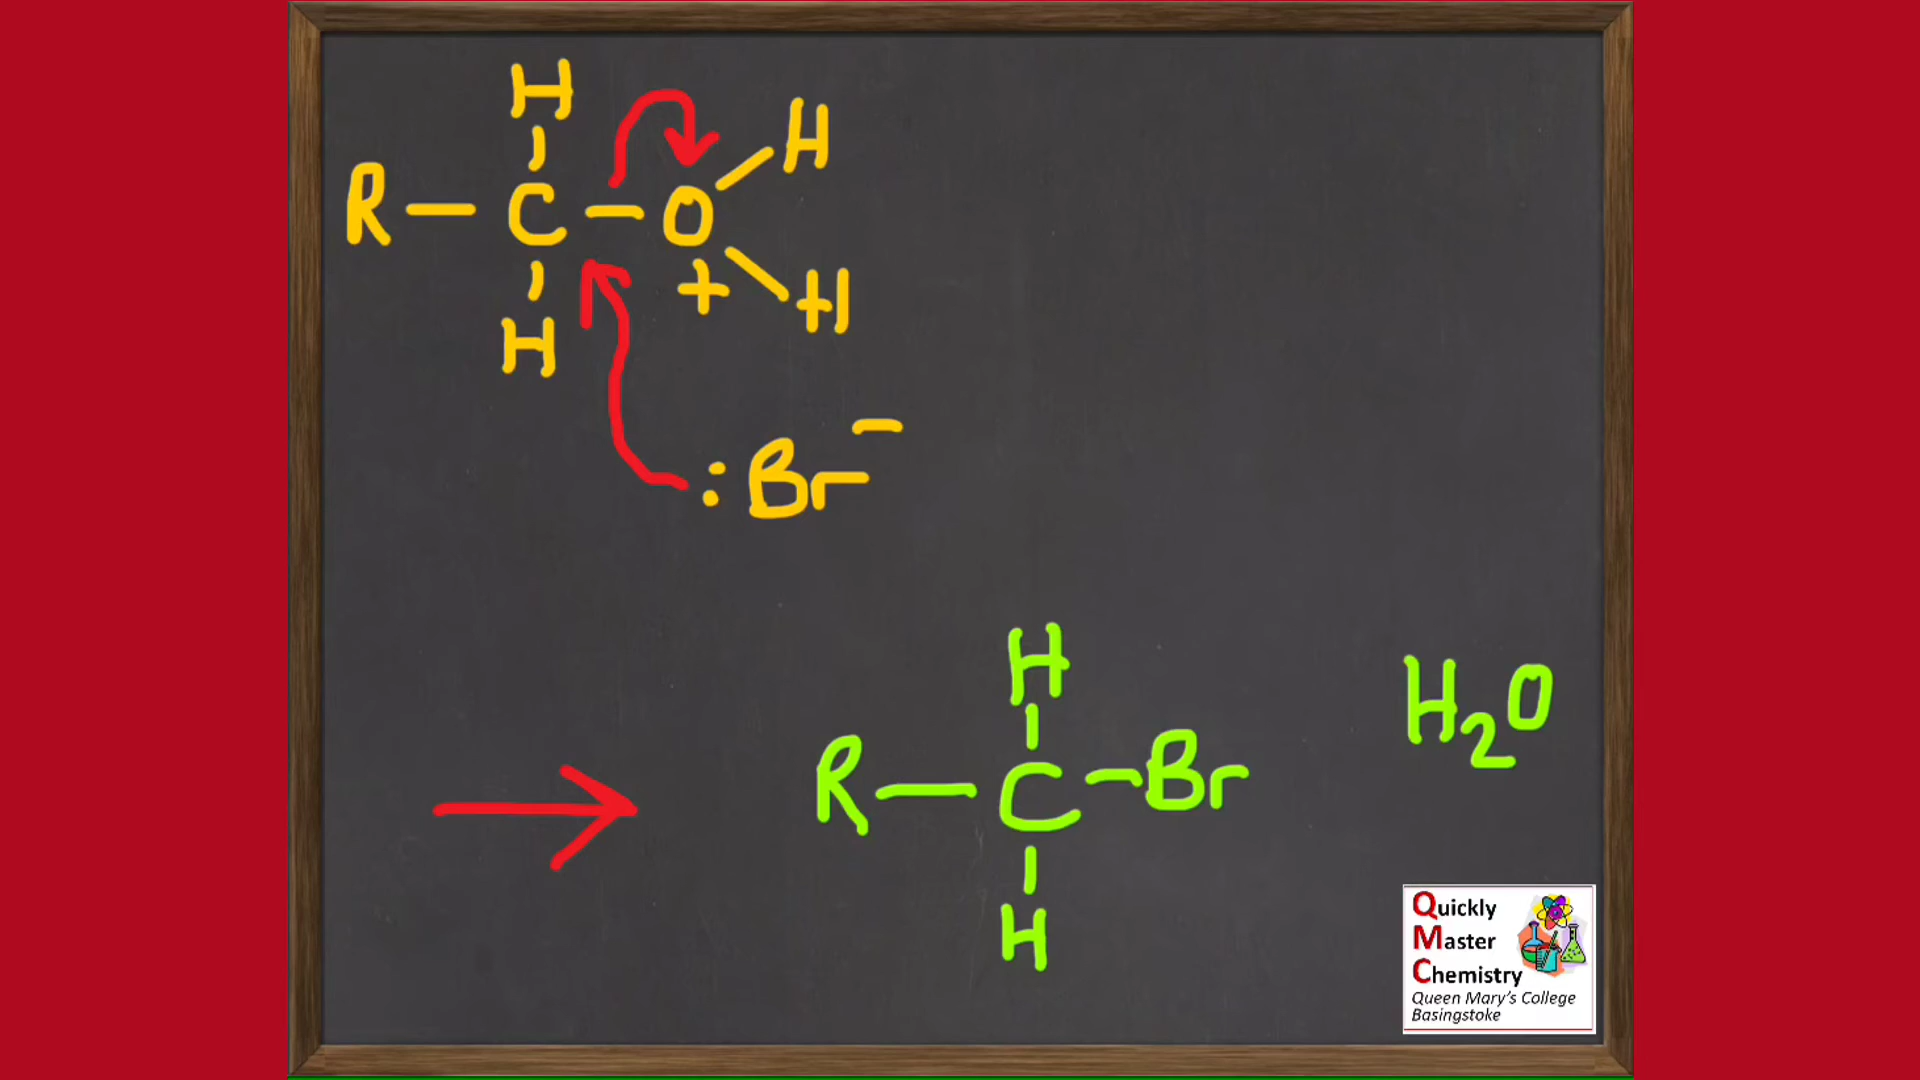 H
H
R — C — O
+
H
H
: Br −
H
H₂O
R — C - Br
H
Quickly
Master
Chemistry
Queen Mary's College
Basingstoke